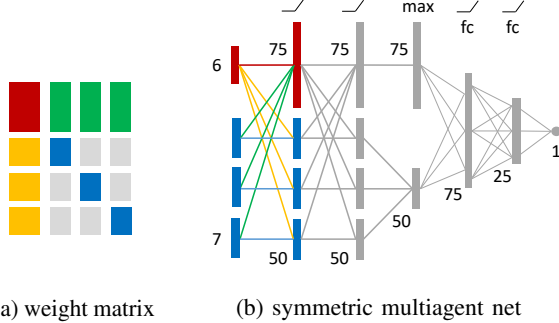 max
fc fc
6 75 75 75
7 50 50 50 75 25 1
a) weight matrix (b) symmetric multiagent net